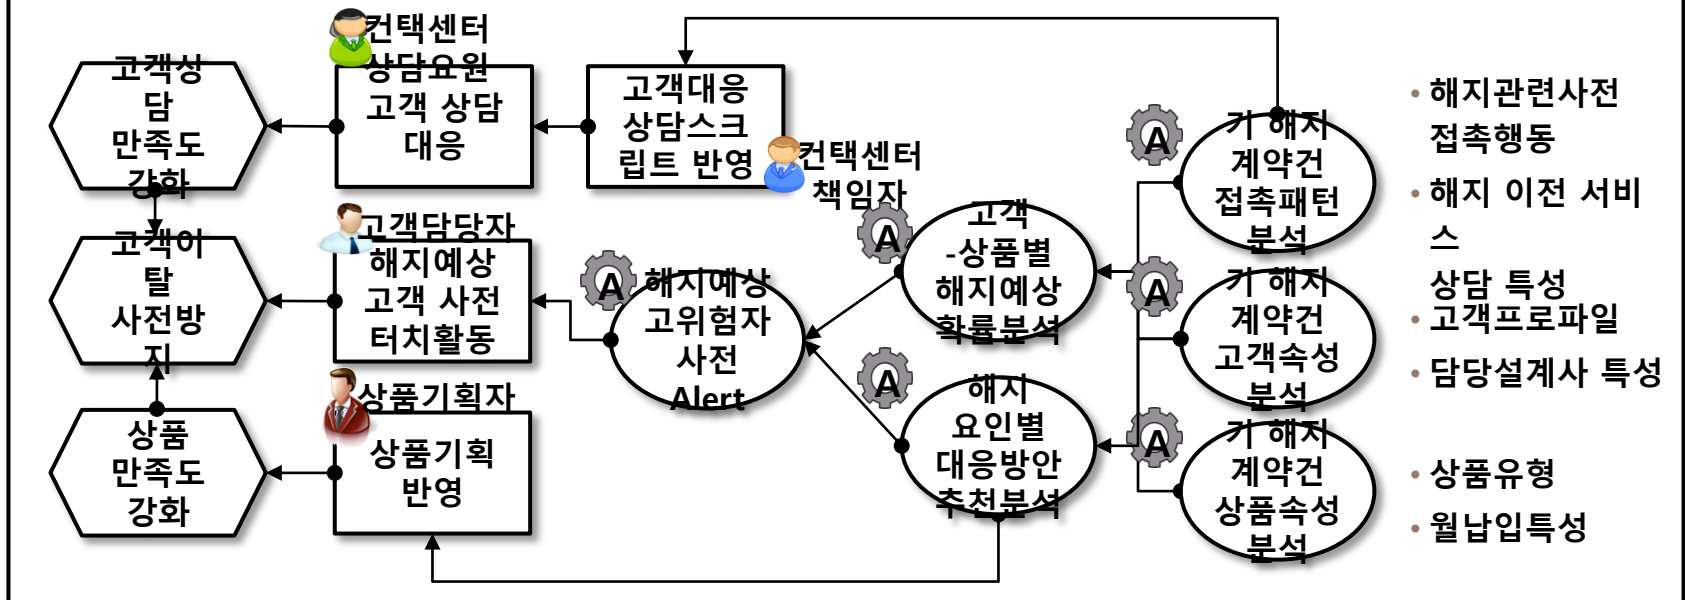 고객상
담
만족도
강화
고객이
탈
사전방
지
상품
만족도
강화
컨택센터
상담요원
고객 상담
대응
고객담당자
해지예상
고객 사전
터치활동
상품기획자
상품기획
반영
고객대응
상담스크
립트 반영
컨택센터
책임자
A
해지예상
고위험자
사전
Alert
A
고객
-상품별
해지예상
확률분석
A
해지
요인별
대응방안
추천분석
A
기 해지
계약건
접촉패턴
분석
A
기 해지
계약건
고객속성
분석
A
기 해지
계약건
상품속성
분석
• 해지관련사전
접촉행동
• 해지 이전 서비
스
상담 특성
• 고객프로파일
• 담당설계사 특성
• 상품유형
• 월납입특성